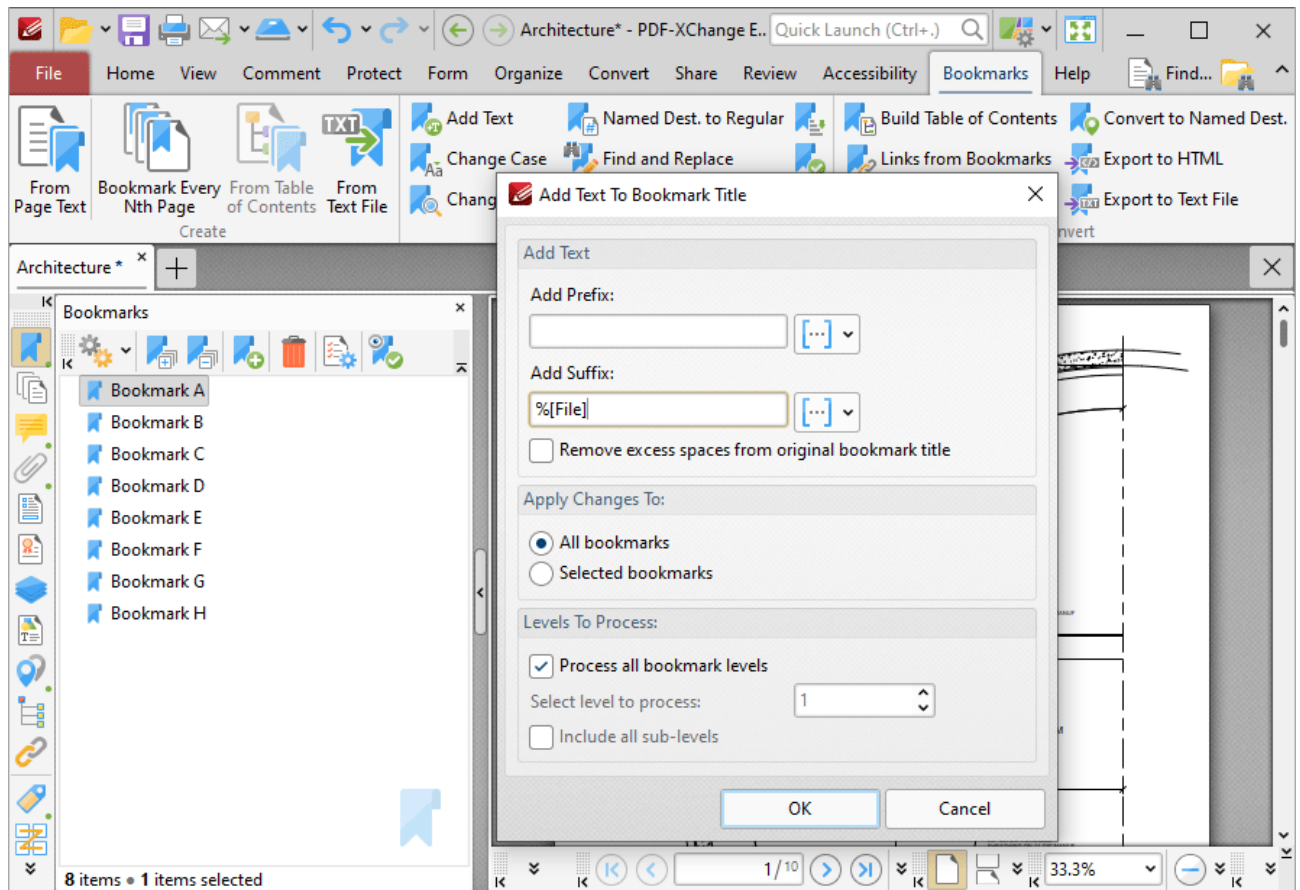 Architecture* - PDF-XChange E..
Quick Launch (Ctrl+.)
File Home View Comment Protect Form Organize Convert Share Review Accessibility Bookmarks Help Find...
From Page Text
Bookmark Every Nth Page
From Table of Contents
From Text File
Create
Add Text
Change Case
Chang
Named Dest. to Regular
Find and Replace
Build Table of Contents
Links from Bookmarks
Convert to Named Dest.
Export to HTML
Export to Text File
nvert
Architecture *
Bookmarks
Bookmark A
Bookmark B
Bookmark C
Bookmark D
Bookmark E
Bookmark F
Bookmark G
Bookmark H
8 items • 1 items selected
Add Text To Bookmark Title
Add Text
Add Prefix:
Add Suffix:
%[File]
Remove excess spaces from original bookmark title
Apply Changes To:
All bookmarks
Selected bookmarks
Levels To Process:
Process all bookmark levels
Select level to process: 1
Include all sub-levels
OK Cancel
1/10
33.3%